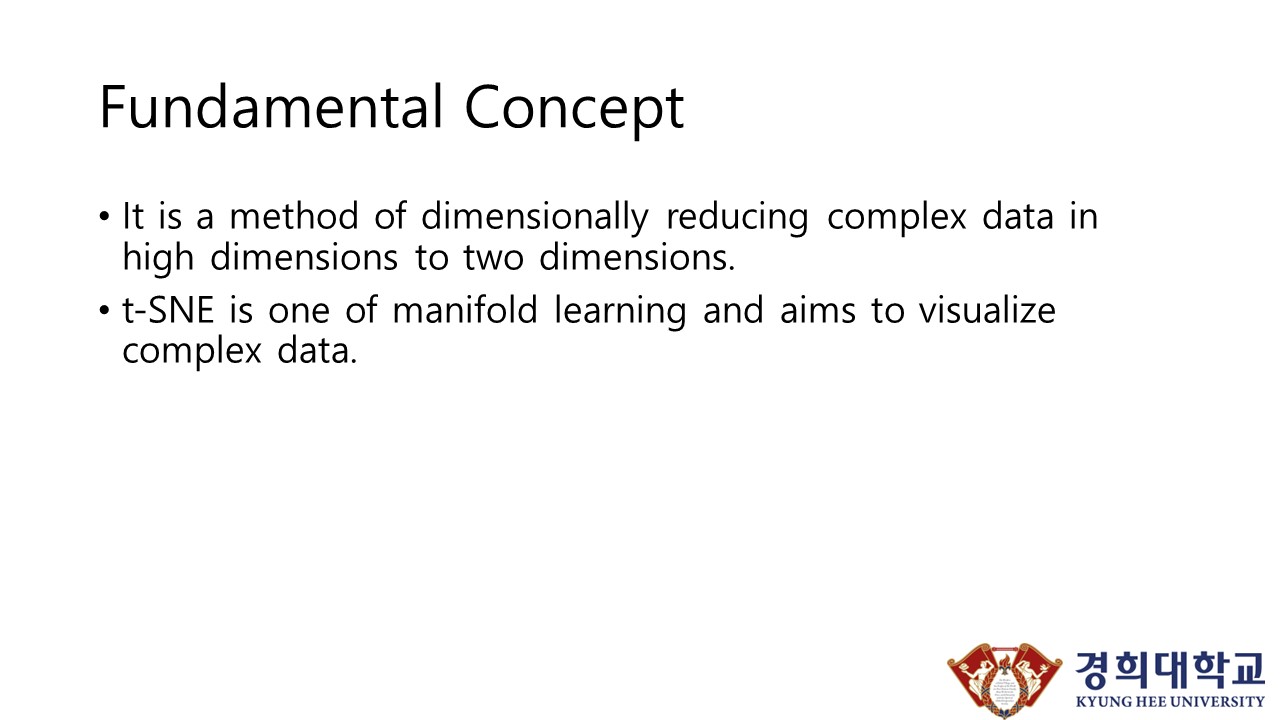 Fundamental Concept
• It is a method of dimensionally reducing complex data in
high dimensions to two dimensions.
• t-SNE is one of manifold learning and aims to visualize
complex data.
경희대학교
KYUNG HEE UNIVERSITY